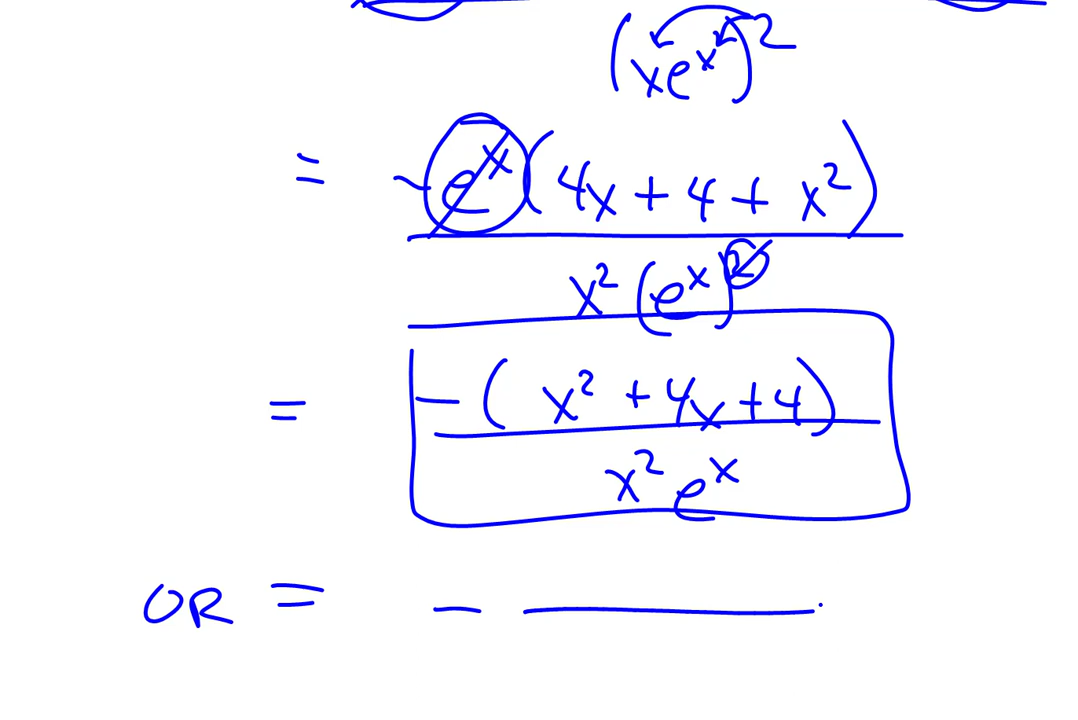 (xe^x)^2
= -e^x(4x + 4 + x^2)
x^2(e^x)^2
= -(x^2 + 4x + 4)
x^2 e^x
OR = -